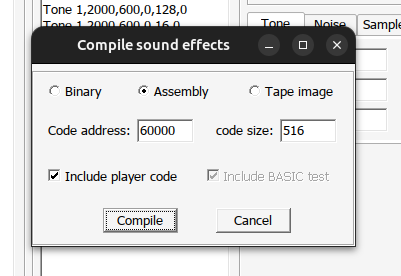 Tone 1,2000,600,0,128,0
Tone 1,2000,600,0,16,0
Tone Noise Sample
Compile sound effects
Binary Assembly Tape image
Code address: 60000 code size: 516
Include player code Include BASIC test
Compile Cancel